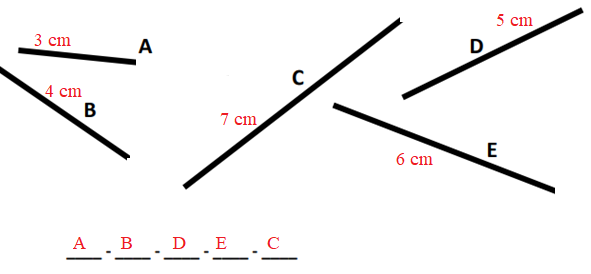 5 cm
3 cm A
D
C
4 cm
B
7 cm
E
6 cm
A - B - D - E - C